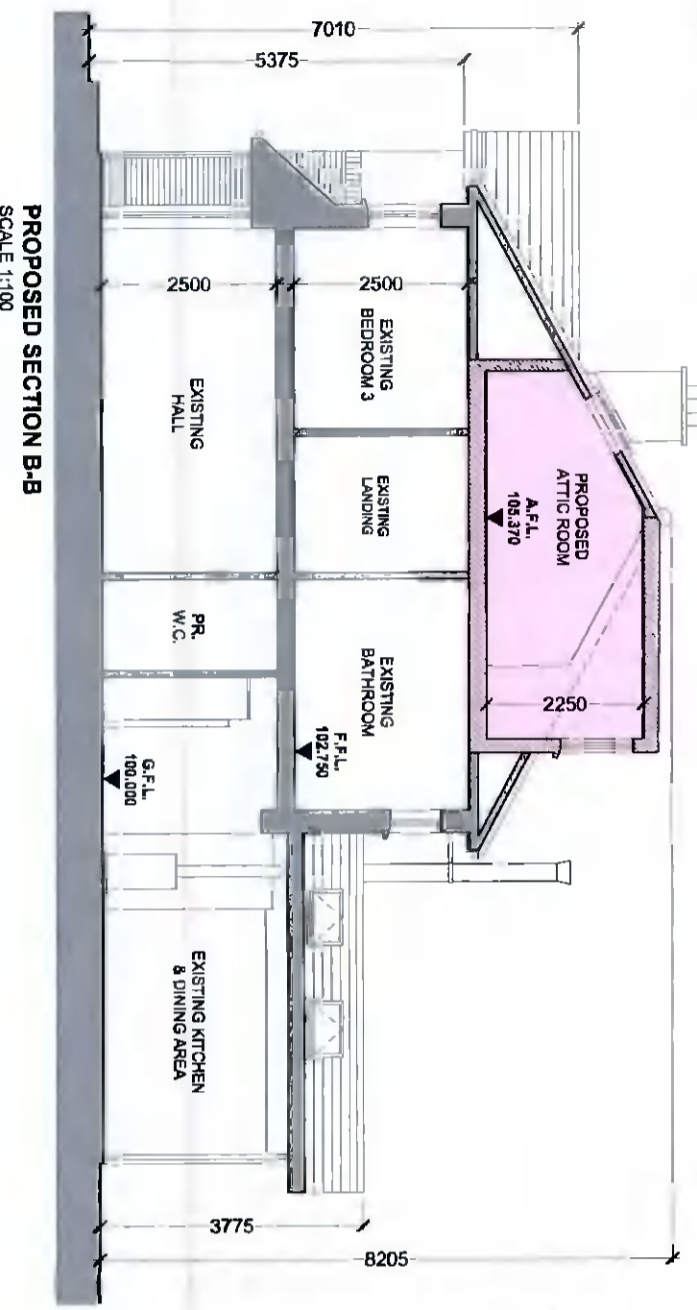 7010
5375
2500
2500
EXISTING
BEDROOM 3
EXISTING
HALL
EXISTING
LANDING
PROPOSED
ATTIC ROOM
A.F.L.
105.370
PR.
W.C.
EXISTING
BATHROOM
2250
F.F.L.
102.750
G.F.L.
100.000
EXISTING KITCHEN
& DINING AREA
3775
8205
PROPOSED SECTION B-B
SCALE 1:100